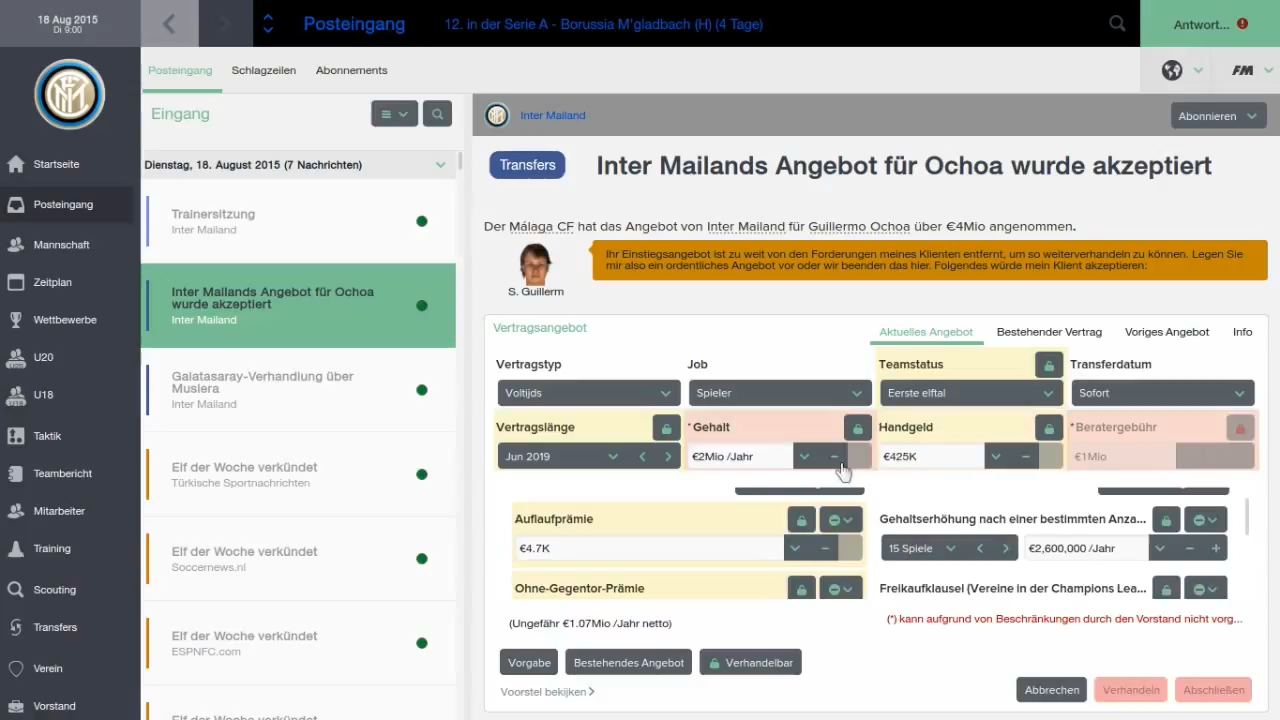 18 Aug 2015
Di 9:00
Posteingang
12. in der Serie A - Borussia M'gladbach (H) (4 Tage)
Antwort...
Posteingang
Schlagzeilen
Abonnements
FM
Eingang
Inter Mailand
Abonnieren
Dienstag, 18. August 2015 (7 Nachrichten)
Transfers
Inter Mailands Angebot für Ochoa wurde akzeptiert
Startseite
Posteingang
Mannschaft
Zeitplan
Wettbewerbe
U20
U18
Taktik
Teambericht
Mitarbeiter
Training
Scouting
Transfers
Verein
Vorstand
Trainersitzung
Inter Mailand
Inter Mailands Angebot für Ochoa
wurde akzeptiert
Inter Mailand
Galatasaray-Verhandlung über
Muslera
Inter Mailand
Elf der Woche verkündet
Türkische Sportnachrichten
Elf der Woche verkündet
Soccernews.nl
Elf der Woche verkündet
ESPNFC.com
Elf der Woche verkündet
Der Málaga CF hat das Angebot von Inter Mailand für Guillermo Ochoa über €4Mio angenommen.
Ihr Einstiegsangebot ist zu weit von den Forderungen meines Klienten entfernt, um so weiterverhandeln zu können. Legen Sie
mir also ein ordentliches Angebot vor oder wir beenden das hier. Folgendes würde mein Klient akzeptieren:
S. Guillerm
Vertragsangebot
Aktuelles Angebot
Bestehender Vertrag
Voriges Angebot
Info
Vertragstyp
Job
Teamstatus
Transferdatum
Voltijds
Spieler
Eerste elftal
Sofort
Vertragslänge
*Gehalt
Handgeld
*Beratergebühr
Jun 2019
€2Mio /Jahr
€425K
€1Mio
Auflaufprämie
Gehaltserhöhung nach einer bestimmten Anza...
€4.7K
15 Spiele
€2,600,000 /Jahr
Ohne-Gegentor-Prämie
Freikaufklausel (Vereine in der Champions Lea...
(Ungefähr €1.07Mio /Jahr netto)
(*) kann aufgrund von Beschränkungen durch den Vorstand nicht vorg...
Vorgabe
Bestehendes Angebot
Verhandelbar
Voorstel bekijken
Abbrechen
Verhandeln
Abschließen